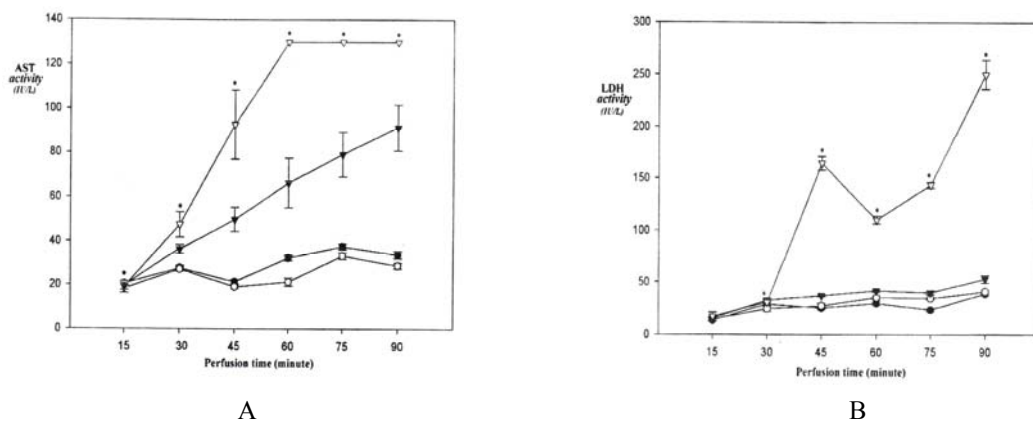 140
120
100
80
60
40
20
0
AST
activity
(IU/L)
* * * * * *
15 30 45 60 75 90
Perfusion time (minute)
A
300
250
200
150
100
50
0
LDH
activity
(IU/L)
* * * * *
15 30 45 60 75 90
Perfusion time (minute)
B